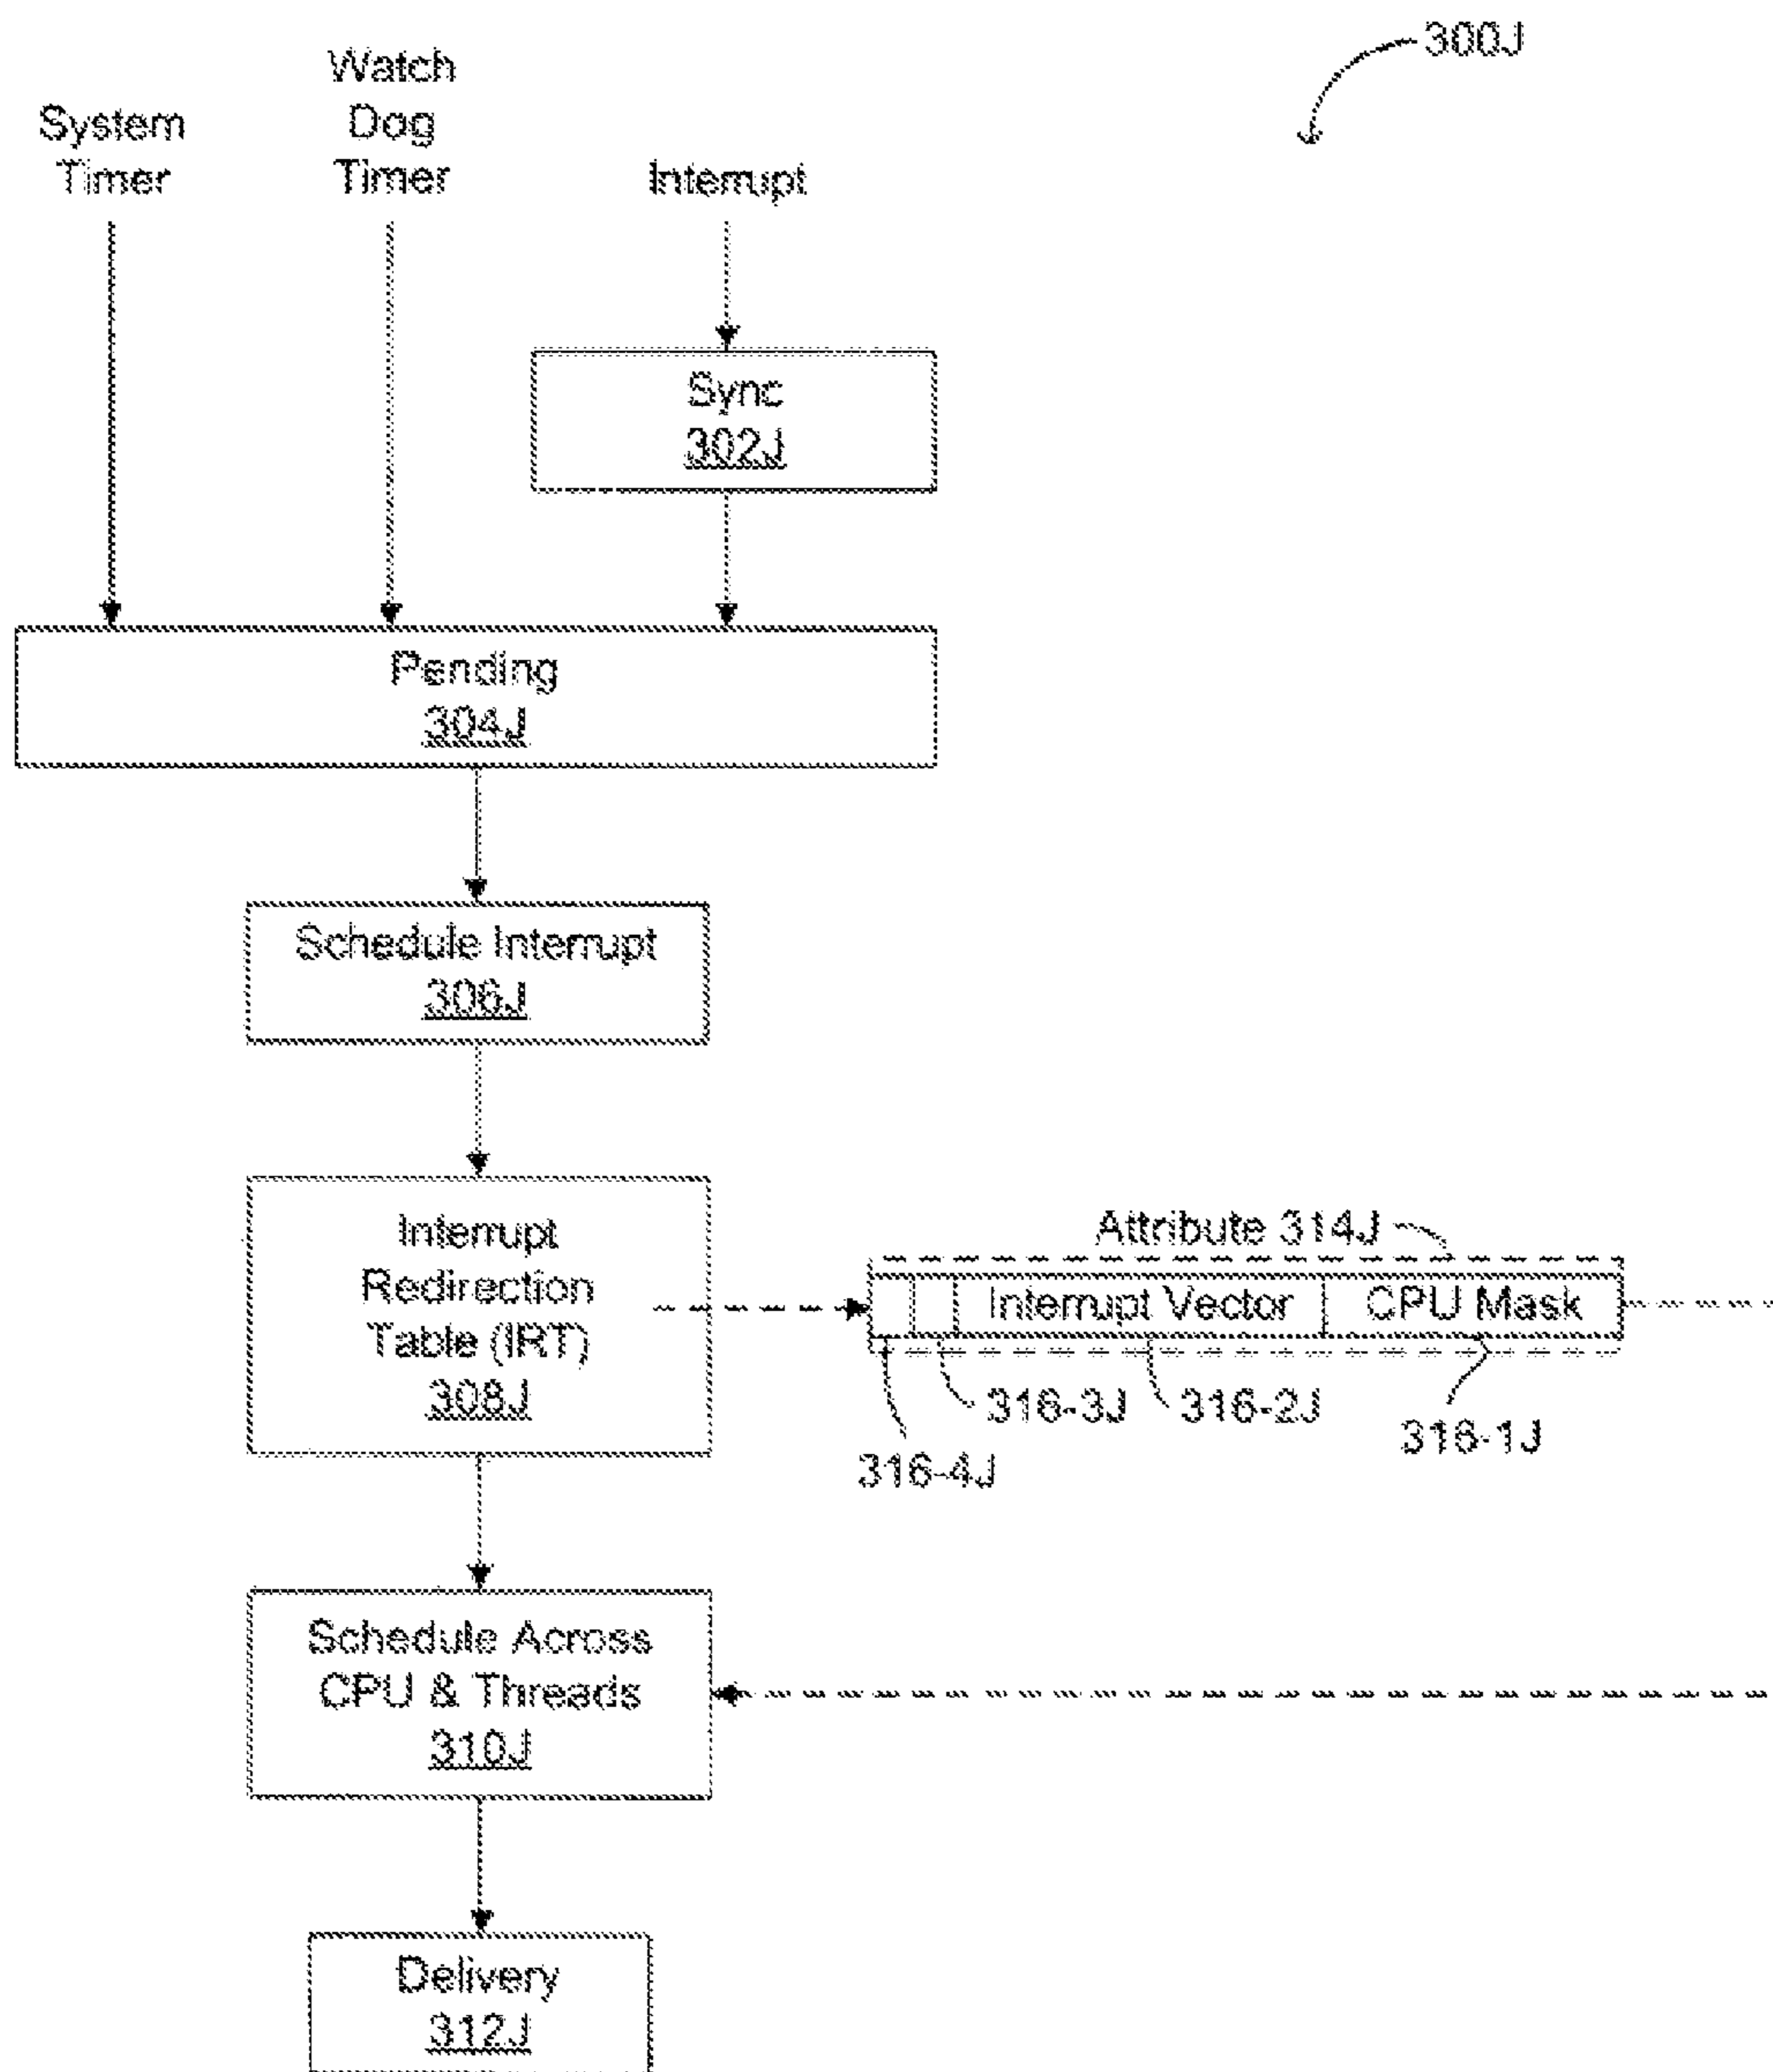 300J
Watch
Dog
Timer
System
Timer
Interrupt
Sync
302J
Pending
304J
Schedule Interrupt
306J
Interrupt
Redirection
Table (IRT)
308J
Attribute 314J
Interrupt Vector
CPU Mask
316-3J
316-2J
316-1J
316-4J
Schedule Across
CPU & Threads
310J
Delivery
312J